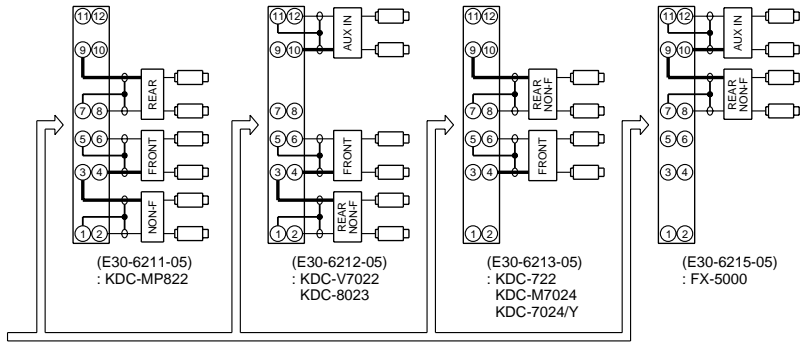 11 12
9 10
REAR
7 8
5 6
FRONT
3 4
NON-F
1 2
(E30-6211-05)
: KDC-MP822
11 12
AUX IN
9 10
7 8
5 6
FRONT
3 4
REAR
NON-F
1 2
(E30-6212-05)
: KDC-V7022
KDC-8023
11 12
9 10
REAR
NON-F
7 8
5 6
FRONT
3 4
1 2
(E30-6213-05)
: KDC-722
KDC-M7024
KDC-7024/Y
11 12
AUX IN
9 10
REAR
NON-F
7 8
5 6
3 4
1 2
(E30-6215-05)
: FX-5000